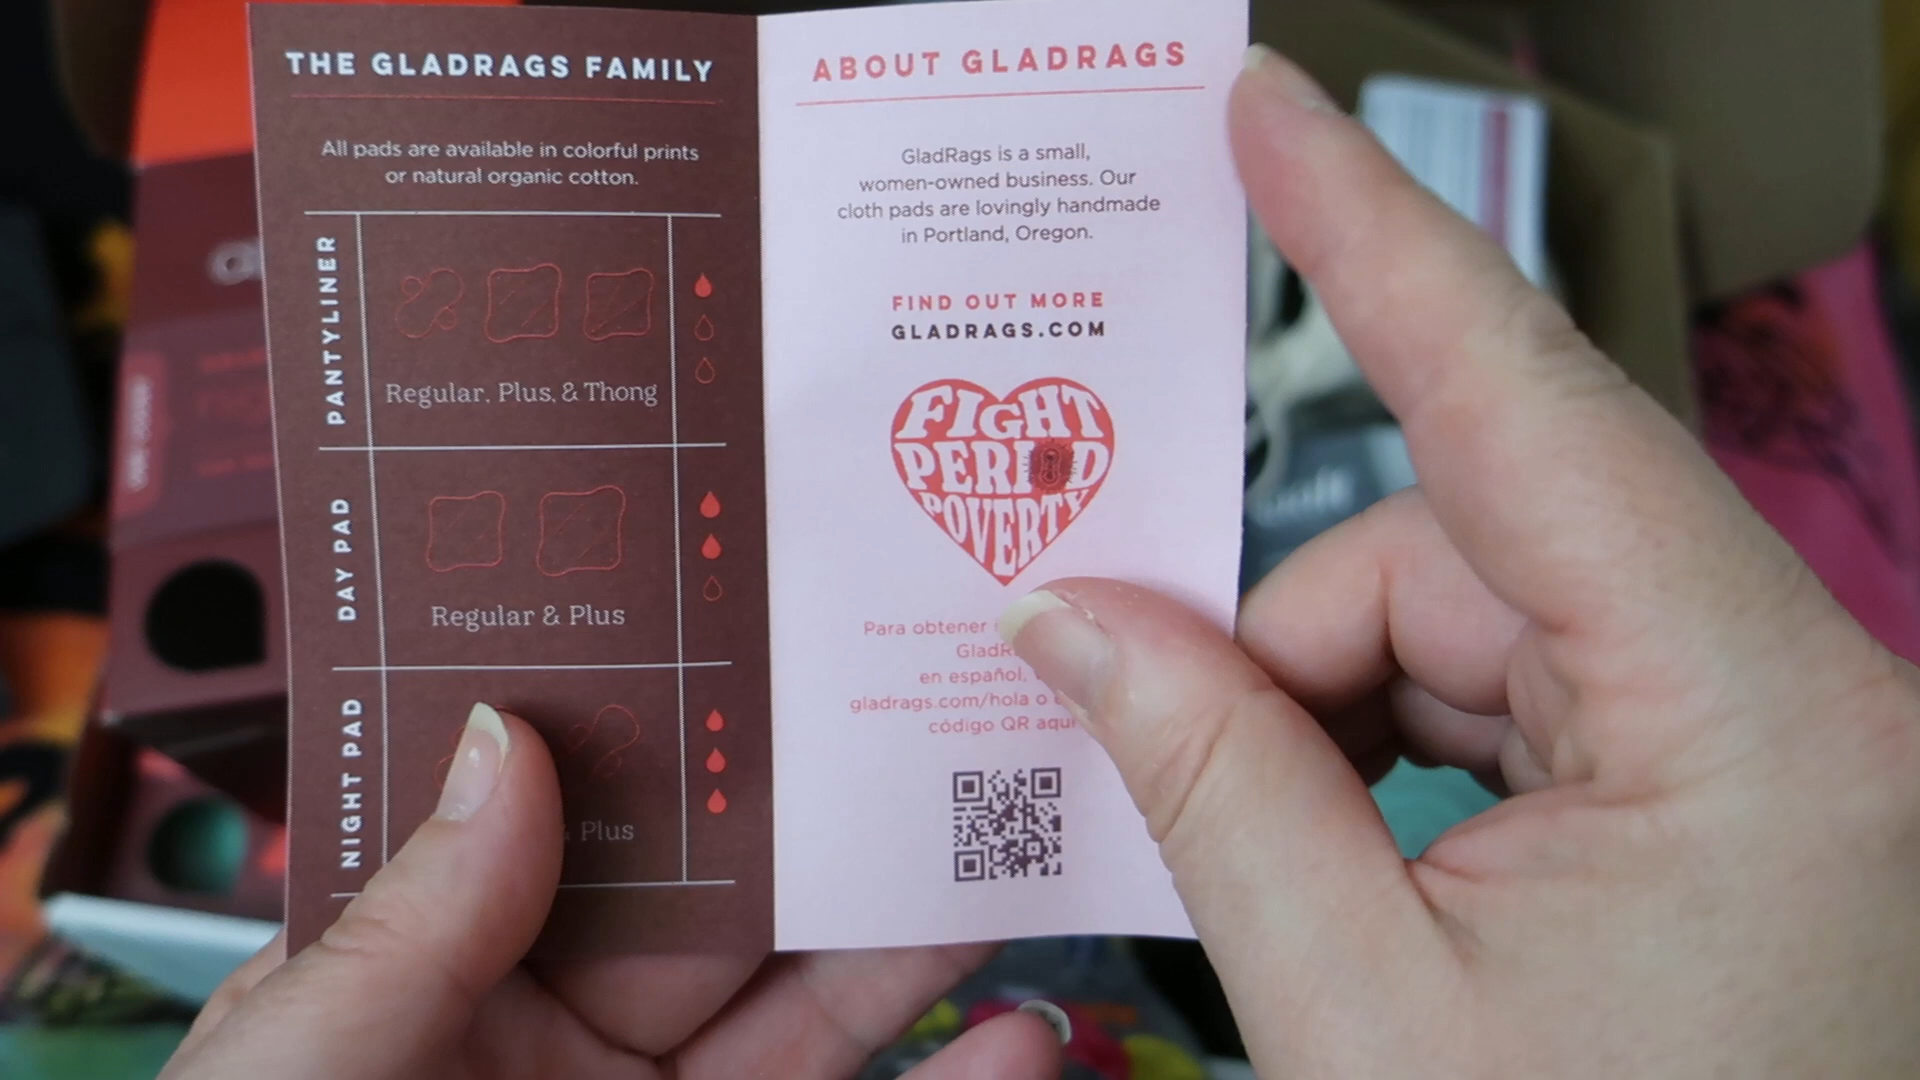 THE GLADRAGS FAMILY
All pads are available in colorful prints
or natural organic cotton.
PANTYLINER
Regular, Plus, & Thong
DAY PAD
Regular & Plus
NIGHT PAD
& Plus
ABOUT GLADRAGS
GladRags is a small,
women-owned business. Our
cloth pads are lovingly handmade
in Portland, Oregon.
FIND OUT MORE
GLADRAGS.COM
FIGHT
PERIOD
POVERTY
Para obtener
GladR
en español,
gladrags.com/hola o
código QR aquí